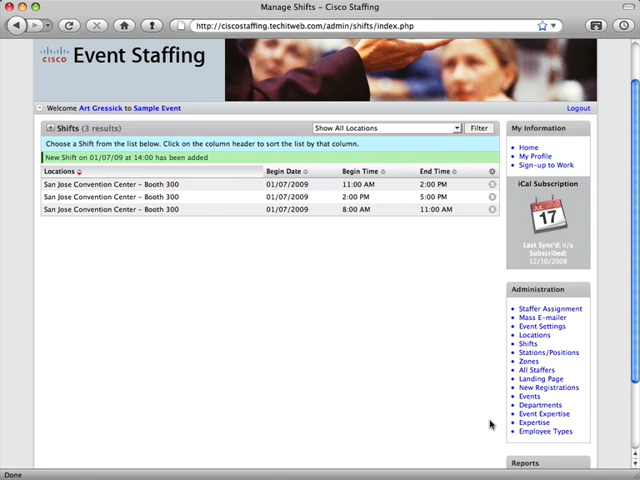 Manage Shifts - Cisco Staffing
http://ciscostaffing.techitweb.com/admin/shifts/index.php
CISCO Event Staffing
Welcome Art Gressick to Sample Event
Logout
Shifts (3 results)
Show All Locations
Filter
Choose a Shift from the list below. Click on the column header to sort the list by that column.
New Shift on 01/07/09 at 14:00 has been added
Locations Begin Date Begin Time End Time
San Jose Convention Center - Booth 300 01/07/2009 11:00 AM 2:00 PM
San Jose Convention Center - Booth 300 01/07/2009 2:00 PM 5:00 PM
San Jose Convention Center - Booth 300 01/07/2009 8:00 AM 11:00 AM
My Information
Home
My Profile
Sign-up to Work
iCal Subscription
17
Last Sync'd: n/a
Subscribed:
12/10/2008
Administration
Staffer Assignment
Mass E-mailer
Event Settings
Locations
Shifts
Stations/Positions
Zones
All Staffers
Landing Page
New Registrations
Events
Departments
Event Expertise
Expertise
Employee Types
Reports
Done